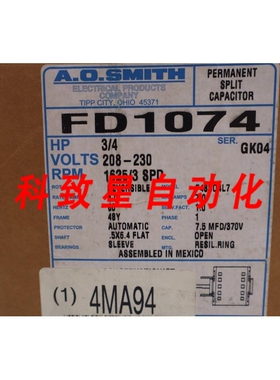 A.O.SMITH
ELECTRICAL PRODUCTS
COMPANY
TIPP CITY, OHIO 45371
PERMANENT
SPLIT
CAPACITOR
FD1074
HP 3/4 SER. GK04
VOLTS 208-230
RPM 1625/3 SPD
科致星自动化
FRAME 48Y PHASE 1
PROTECTOR AUTOMATIC CAP. 7.5 MFD/370V
SHAFT .5X6.4 FLAT ENCL. OPEN
BEARING SLEEVE MTG. RESIL.RING
ASSEMBLED IN MEXICO
(1) 4MA94